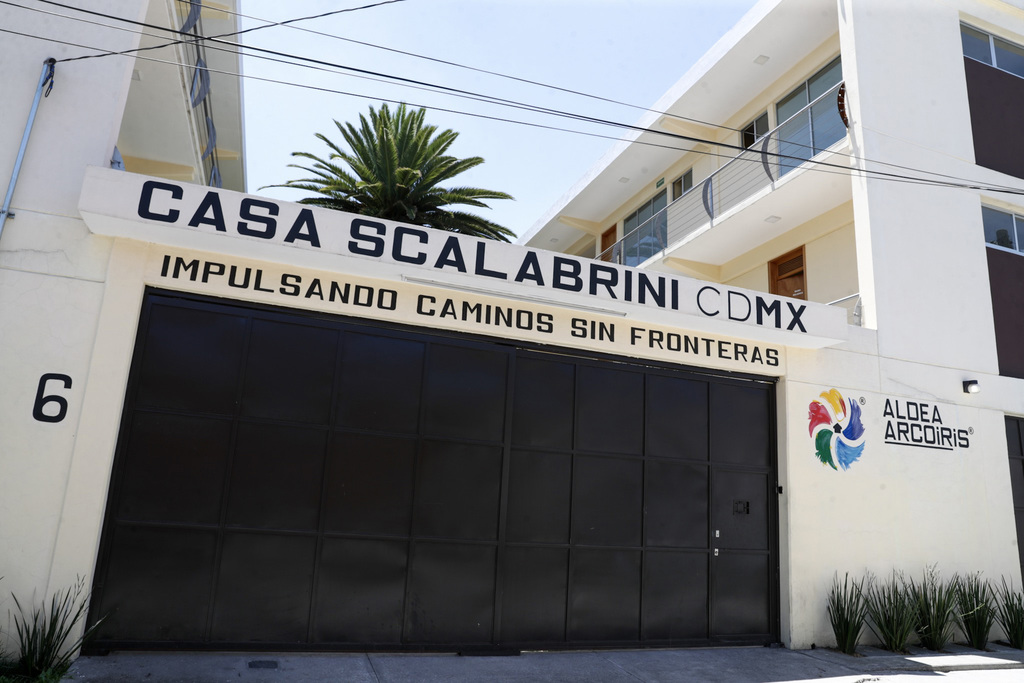 CASA SCALABRINI CDMX
IMPULSANDO CAMINOS SIN FRONTERAS
6
®
ALDEA
ARCOiRiS®